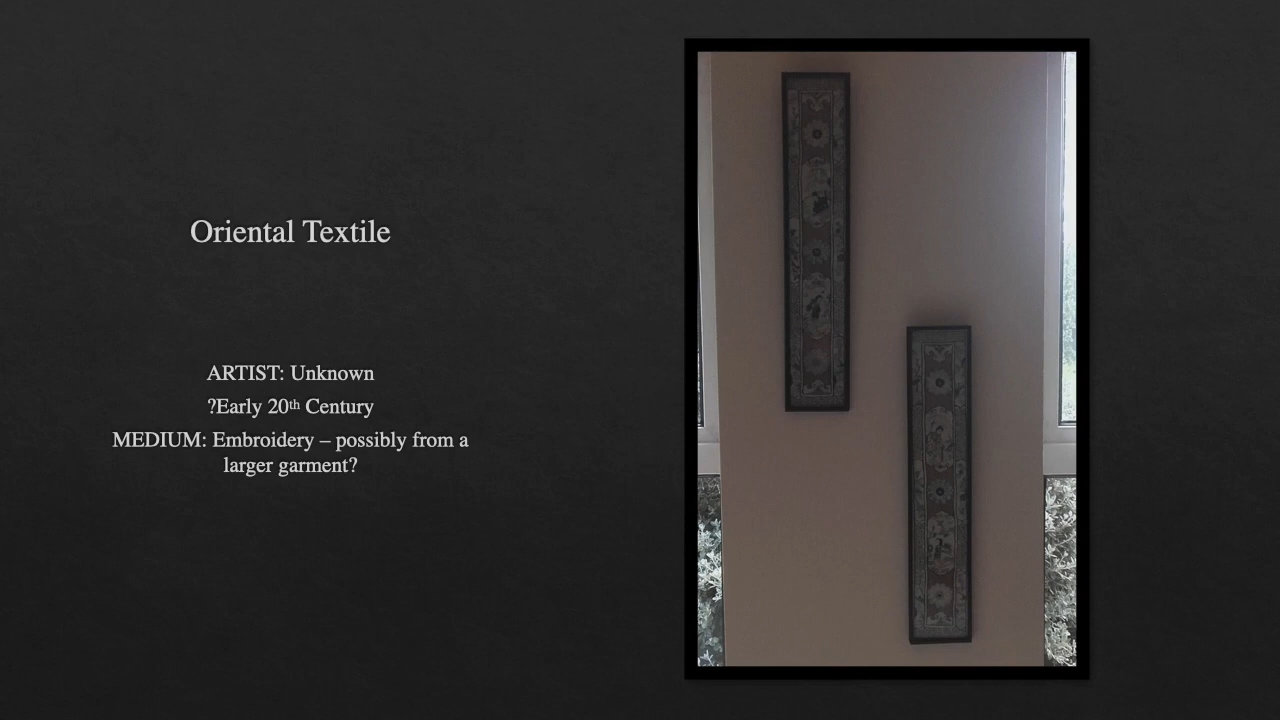 Oriental Textile
ARTIST: Unknown
?Early 20th Century
MEDIUM: Embroidery – possibly from a
larger garment?